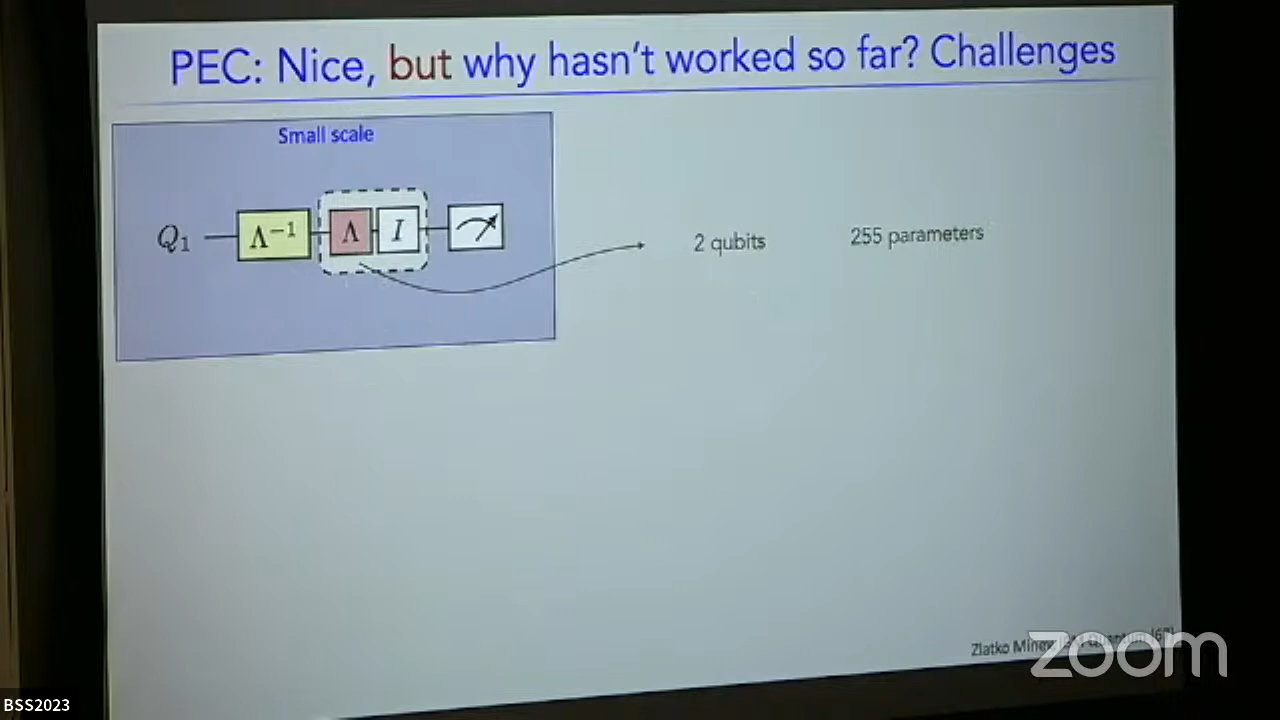 PEC: Nice, but why hasn't worked so far? Challenges
Small scale
Q₁ Λ⁻¹ Λ I
2 qubits 255 parameters
Zlatko
zoom
BSS2023